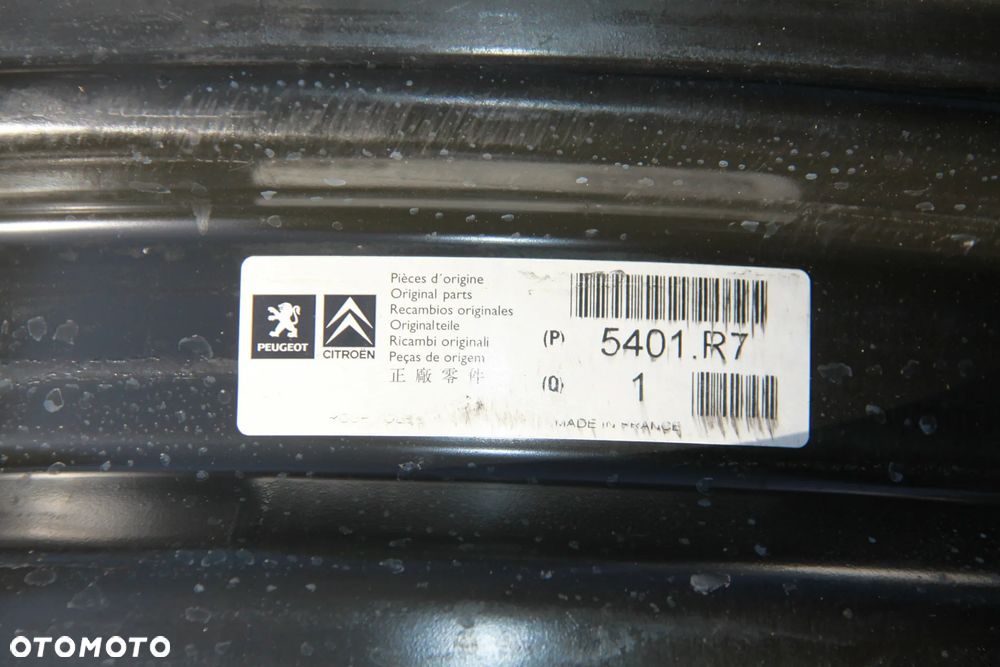 PEUGEOT
CITROËN
Pièces d'origine
Original parts
Recambios originales
Originalteile
Ricambi originali
Peças de origem
正廠零件
(P) 5401.R7
(Q) 1
MADE IN FRANCE
OTOMOTO